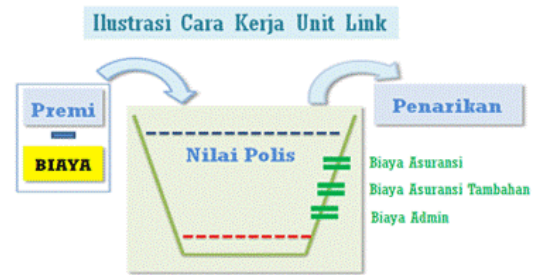 Ilustrasi Cara Kerja Unit Link
Premi
BIAYA
Nilai Polis
Penarikan
Biaya Asuransi
Biaya Asuransi Tambahan
Biaya Admin